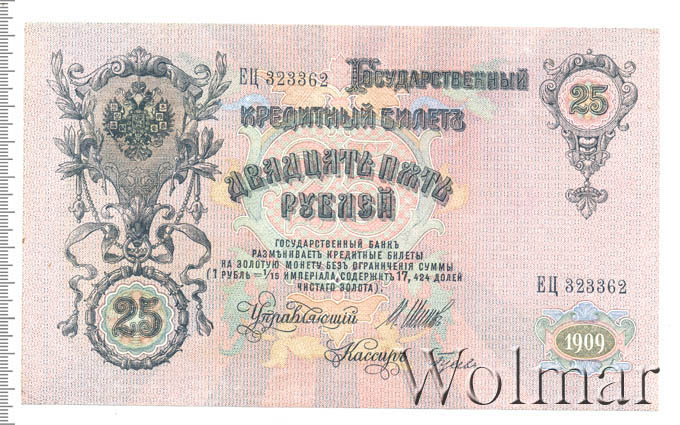 ЕЦ 323362 Государственный
25
кредитный билетъ
двадцать пять
рублей
государственный банкъ
размѣниваетъ кредитные билеты
на золотую монету безъ ограниченія суммы
(1 рубль = 1/15 имперiала, содержитъ 17, 424 долей
чистаго золота).
ЕЦ 323362
25
Управляющій
Кассиръ
1909
Wolmar